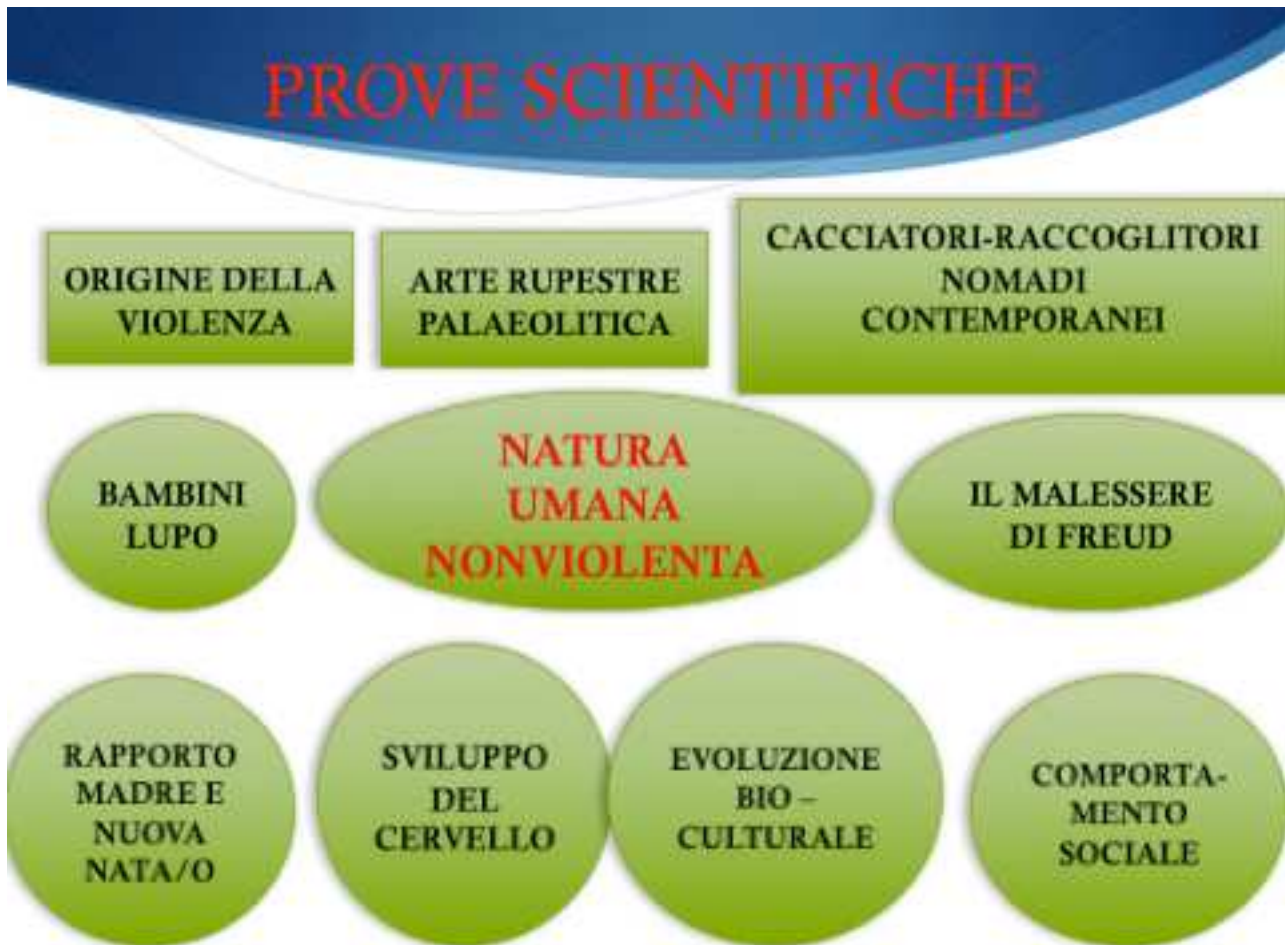 PROVE SCIENTIFICHE
ORIGINE DELLA
VIOLENZA
ARTE RUPESTRE
PALAEOLITICA
CACCIATORI-RACCOGLITORI
NOMADI
CONTEMPORANEI
BAMBINI
LUPO
NATURA
UMANA
NONVIOLENTA
IL MALESSERE
DI FREUD
RAPPORTO
MADRE E
NUOVA
NATA/O
SVILUPPO
DEL
CERVELLO
EVOLUZIONE
BIO –
CULTURALE
COMPORTA-
MENTO
SOCIALE